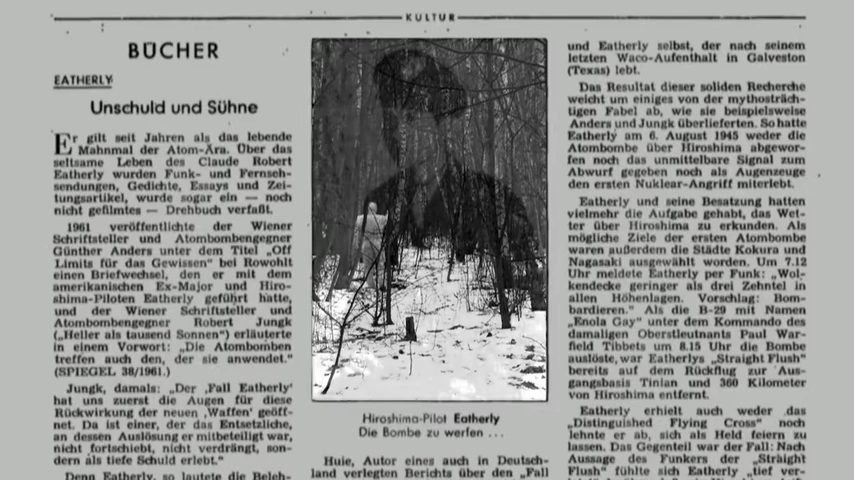 KULTUR
BÜCHER
EATHERLY
Unschuld und Sühne
Er gilt seit Jahren als das lebende
Mahnmal der Atom-Ära. Über das
seltsame Leben des Claude Robert
Eatherly wurden Funk- und Fernseh-
sendungen, Gedichte, Essays und Zei-
tungsartikel, wurde sogar ein — noch
nicht gefilmtes — Drehbuch verfaßt.
1961 veröffentlichte der Wiener
Schriftsteller und Atombombengegner
Günther Anders unter dem Titel „Off
Limits für das Gewissen" bei Rowohlt
einen Briefwechsel, den er mit dem
amerikanischen Ex-Major und Hiro-
shima-Piloten Eatherly geführt hatte,
und der Wiener Schriftsteller und
Atombombengegner Robert Jungk
(„Heller als tausend Sonnen") erläuterte
in einem Vorwort: „Die Atombomben
treffen auch den, der sie anwendet."
(SPIEGEL 38/1961.)
Jungk, damals: „Der ‚Fall Eatherly'
hat uns zuerst die Augen für diese
Rückwirkung der neuen ‚Waffen' geöff-
net. Da ist einer, der das Entsetzliche,
an dessen Auslösung er mitbeteiligt war,
nicht fortschiebt, nicht verdrängt, son-
dern als tiefe Schuld erlebt."
Denn Eatherly, so lautete die Beleh-
Hiroshima-Pilot Eatherly
Die Bombe zu werfen ...
Huie, Autor eines auch in Deutsch-
land verlegten Berichts über den „Fall
und Eatherly selbst, der nach seinem
letzten Waco-Aufenthalt in Galveston
(Texas) lebt.
Das Resultat dieser soliden Recherche
weicht um einiges von der mythosträch-
tigen Fabel ab, wie sie beispielsweise
Anders und Jungk überlieferten. So hatte
Eatherly am 6. August 1945 weder die
Atombombe über Hiroshima abgewor-
fen noch das unmittelbare Signal zum
Abwurf gegeben noch als Augenzeuge
den ersten Nuklear-Angriff miterlebt.
Eatherly und seine Besatzung hatten
vielmehr die Aufgabe gehabt, das Wet-
ter über Hiroshima zu erkunden. Als
mögliche Ziele der ersten Atombombe
waren außerdem die Städte Kokura und
Nagasaki ausgewählt worden. Um 7.12
Uhr meldete Eatherly per Funk: „Wol-
kendecke geringer als drei Zehntel in
allen Höhenlagen. Vorschlag: Bom-
bardieren." Als die B-29 mit Namen
„Enola Gay" unter dem Kommando des
damaligen Oberstleutnants Paul War-
field Tibbets um 8.15 Uhr die Bombe
auslöste, war Eatherlys „Straight Flush"
bereits auf dem Rückflug zur Aus-
gangsbasis Tinian und 360 Kilometer
von Hiroshima entfernt.
Eatherly erhielt auch weder das
„Distinguished Flying Cross" noch
lehnte er ab, sich als Held feiern zu
lassen. Das Gegenteil war der Fall: Nach
Aussage des Funkers der „Straight
Flush" fühlte sich Eatherly „tief ver-